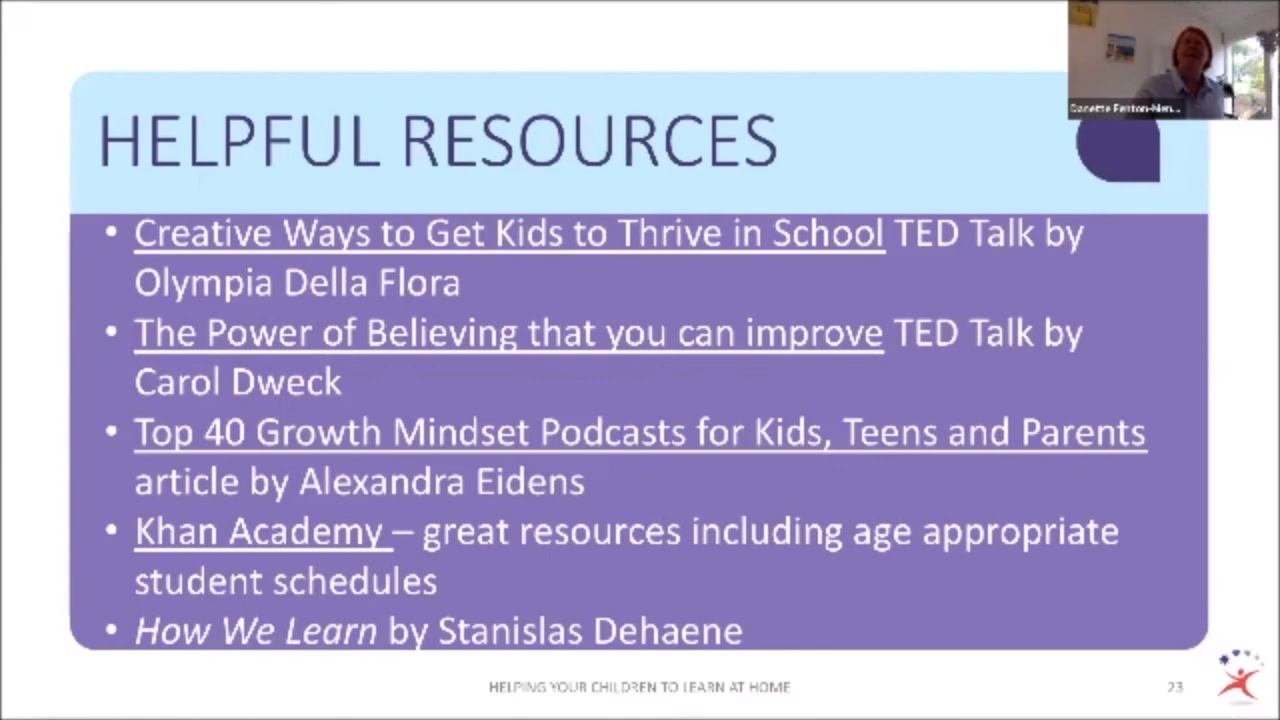 HELPFUL RESOURCES
• Creative Ways to Get Kids to Thrive in School TED Talk by
Olympia Della Flora
• The Power of Believing that you can improve TED Talk by
Carol Dweck
• Top 40 Growth Mindset Podcasts for Kids, Teens and Parents
article by Alexandra Eidens
• Khan Academy – great resources including age appropriate
student schedules
• How We Learn by Stanislas Dehaene
HELPING YOUR CHILDREN TO LEARN AT HOME
23
Danette Fenton-Men...